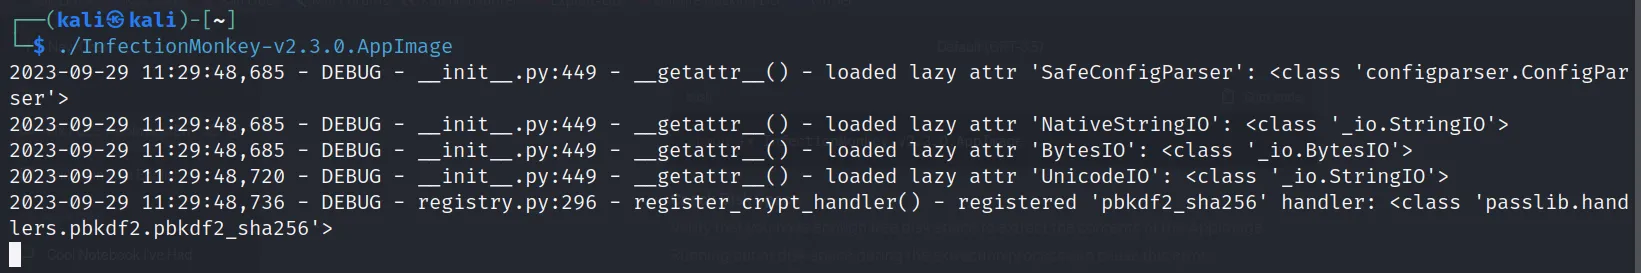 ┌──(kali㉿kali)-[~]
└─$ ./InfectionMonkey-v2.3.0.AppImage
2023-09-29 11:29:48,685 - DEBUG - __init__.py:449 - __getattr__() - loaded lazy attr 'SafeConfigParser': <class 'configparser.ConfigPar
ser'>
2023-09-29 11:29:48,685 - DEBUG - __init__.py:449 - __getattr__() - loaded lazy attr 'NativeStringIO': <class '_io.StringIO'>
2023-09-29 11:29:48,685 - DEBUG - __init__.py:449 - __getattr__() - loaded lazy attr 'BytesIO': <class '_io.BytesIO'>
2023-09-29 11:29:48,720 - DEBUG - __init__.py:449 - __getattr__() - loaded lazy attr 'UnicodeIO': <class '_io.StringIO'>
2023-09-29 11:29:48,736 - DEBUG - registry.py:296 - register_crypt_handler() - registered 'pbkdf2_sha256' handler: <class 'passlib.hand
lers.pbkdf2.pbkdf2_sha256'>